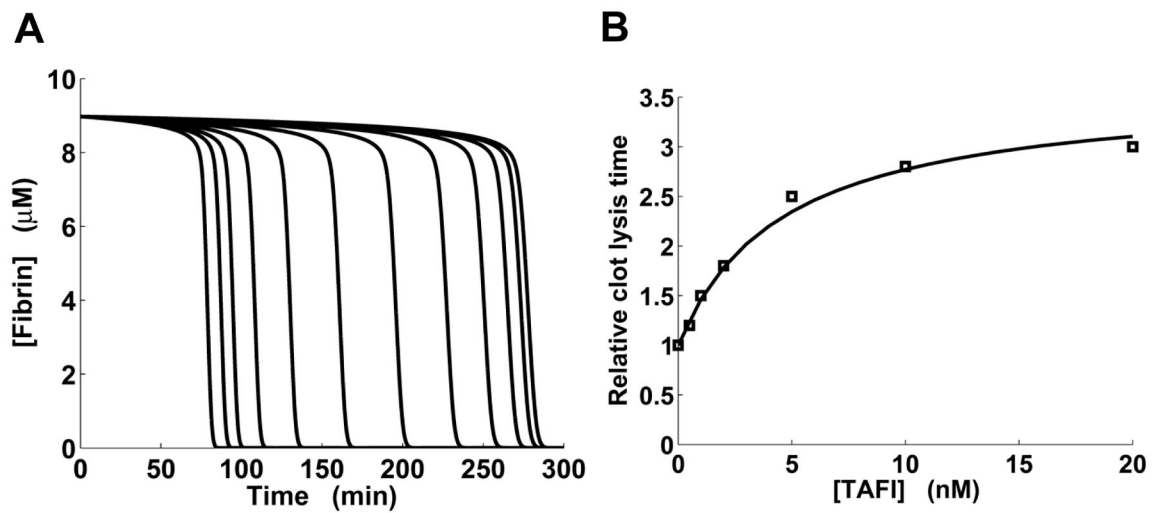 A
[Fibrin] (μM)
10
8
6
4
2
0
0 50 100 150 200 250 300
Time (min)
B
Relative clot lysis time
3.5
3
2.5
2
1.5
1
0.5
0
0 5 10 15 20
[TAFI] (nM)